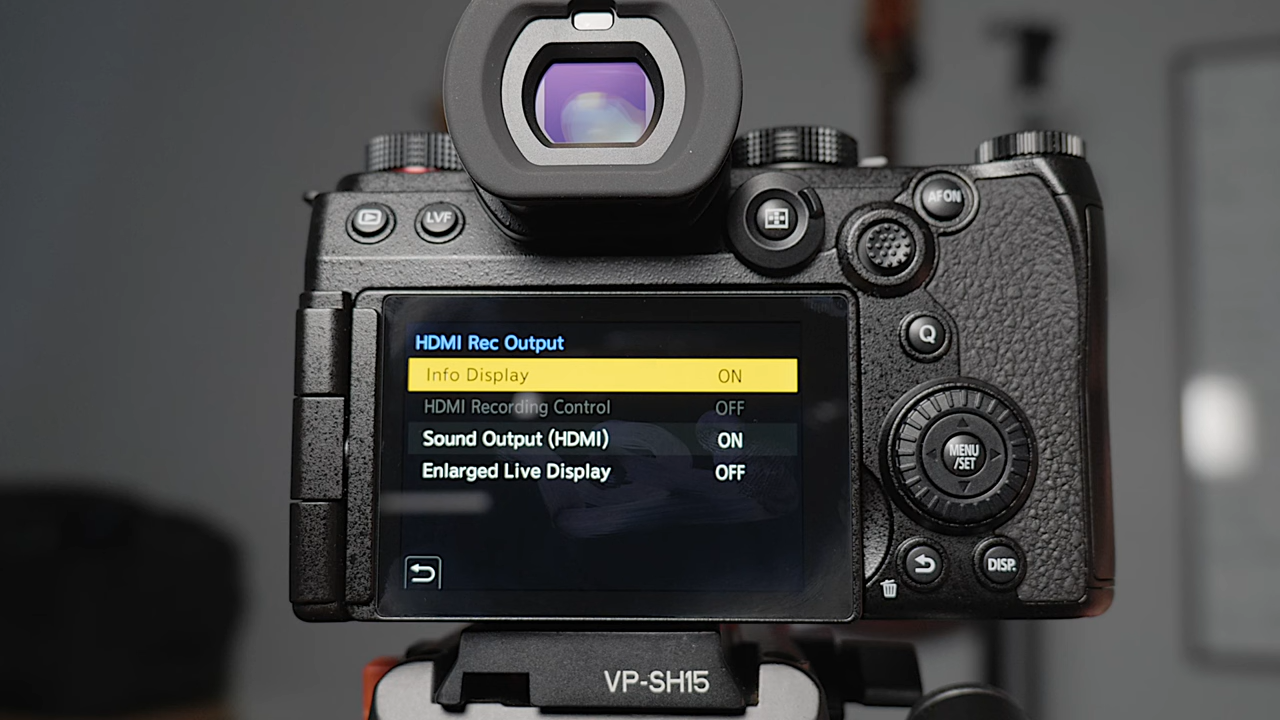 LVF
AF ON
Q
HDMI Rec Output
Info Display ON
HDMI Recording Control OFF
Sound Output (HDMI) ON
Enlarged Live Display OFF
MENU
/SET
DISP.
VP-SH15